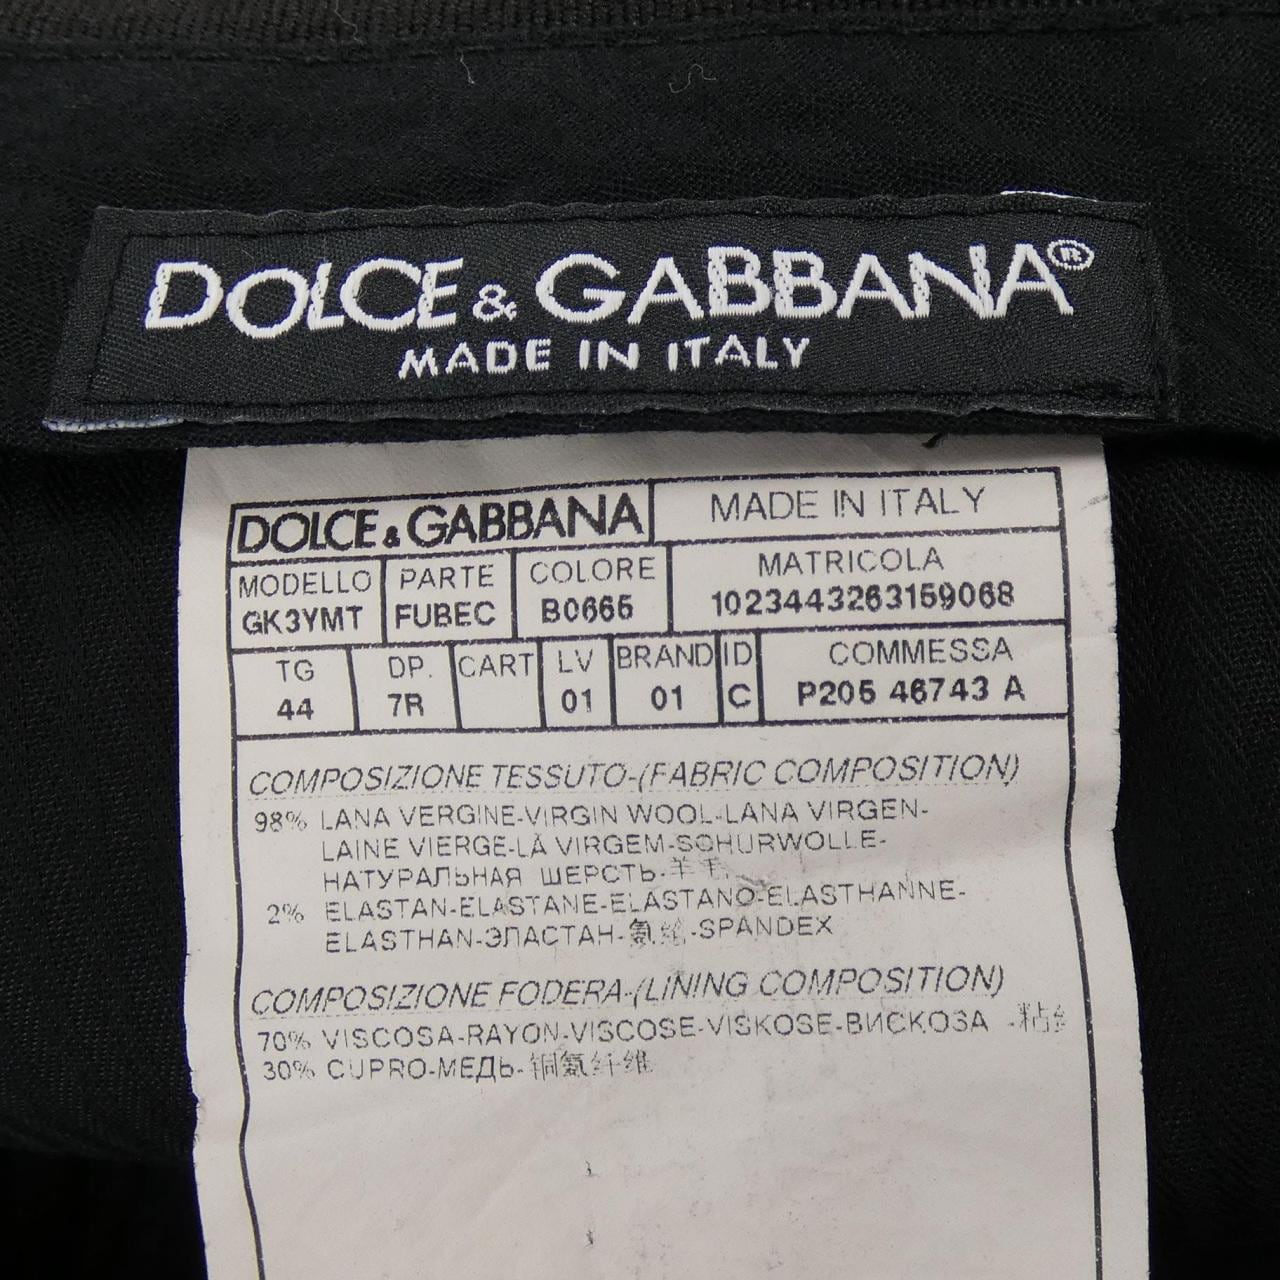 DOLCE & GABBANA®
MADE IN ITALY
DOLCE & GABBANA MADE IN ITALY
MODELLO PARTE COLORE MATRICOLA
GK3YMT FUBEC B0665 1023443263159068
TG DP. CART LV BRAND ID COMMESSA
44 7R 01 01 C P205 46743 A
COMPOSIZIONE TESSUTO-(FABRIC COMPOSITION)
98% LANA VERGINE-VIRGIN WOOL-LANA VIRGEN-
LAINE VIERGE-LÃ VIRGEM-SCHURWOLLE-
НАТУРАЛЬНАЯ ШЕРСТЬ-羊毛
2% ELASTAN-ELASTANE-ELASTANO-ELASTHANNE-
ELASTHAN-ЭЛАСТАН-氨纶-SPANDEX
COMPOSIZIONE FODERA-(LINING COMPOSITION)
70% VISCOSA-RAYON-VISCOSE-VISKOSE-ВИСКОЗА -粘纟
30% CUPRO-МЕДЬ-铜氨纤维